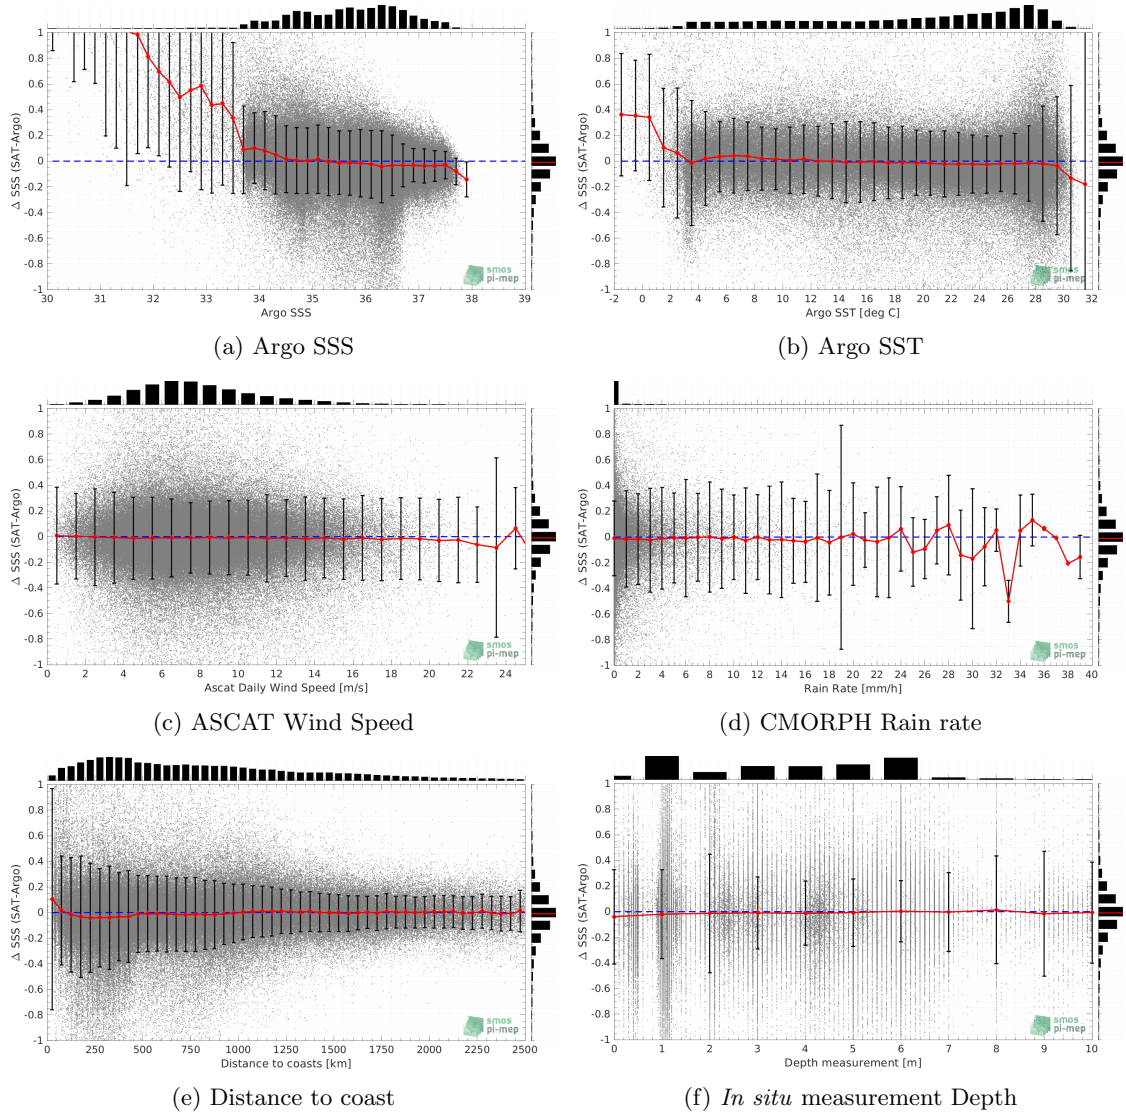 1
0.8
0.6
0.4
0.2
0
-0.2
-0.4
-0.6
-0.8
-1
Δ SSS (SAT-Argo)
30 31 32 33 34 35 36 37 38 39
Argo SSS
smos
pi-mep
(a) Argo SSS
1
0.8
0.6
0.4
0.2
0
-0.2
-0.4
-0.6
-0.8
-1
Δ SSS (SAT-Argo)
-2 0 2 4 6 8 10 12 14 16 18 20 22 24 26 28 30 32
Argo SST [deg C]
smos
pi-mep
(b) Argo SST
1
0.8
0.6
0.4
0.2
0
-0.2
-0.4
-0.6
-0.8
-1
Δ SSS (SAT-Argo)
0 2 4 6 8 10 12 14 16 18 20 22 24
Ascat Daily Wind Speed [m/s]
smos
pi-mep
(c) ASCAT Wind Speed
1
0.8
0.6
0.4
0.2
0
-0.2
-0.4
-0.6
-0.8
-1
Δ SSS (SAT-Argo)
0 2 4 6 8 10 12 14 16 18 20 22 24 26 28 30 32 34 36 38 40
Rain Rate [mm/h]
smos
pi-mep
(d) CMORPH Rain rate
1
0.8
0.6
0.4
0.2
0
-0.2
-0.4
-0.6
-0.8
-1
Δ SSS (SAT-Argo)
0 250 500 750 1000 1250 1500 1750 2000 2250 2500
Distance to coasts [km]
smos
pi-mep
(e) Distance to coast
1
0.8
0.6
0.4
0.2
0
-0.2
-0.4
-0.6
-0.8
-1
Δ SSS (SAT-Argo)
0 1 2 3 4 5 6 7 8 9 10
Depth measurement [m]
smos
pi-mep
(f) In situ measurement Depth